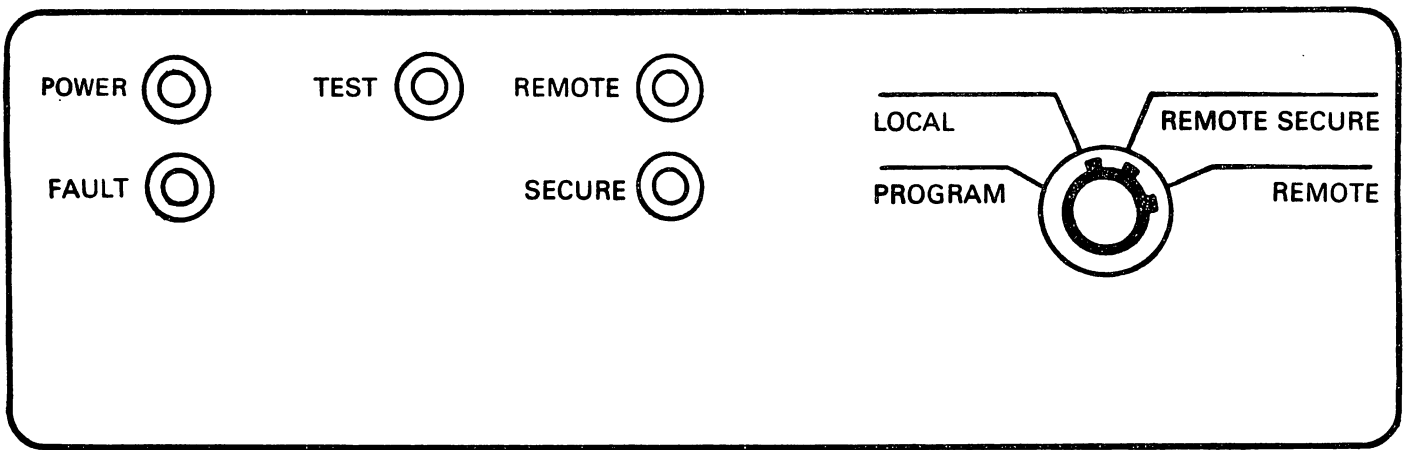 POWER TEST REMOTE
FAULT SECURE
LOCAL REMOTE SECURE
PROGRAM REMOTE